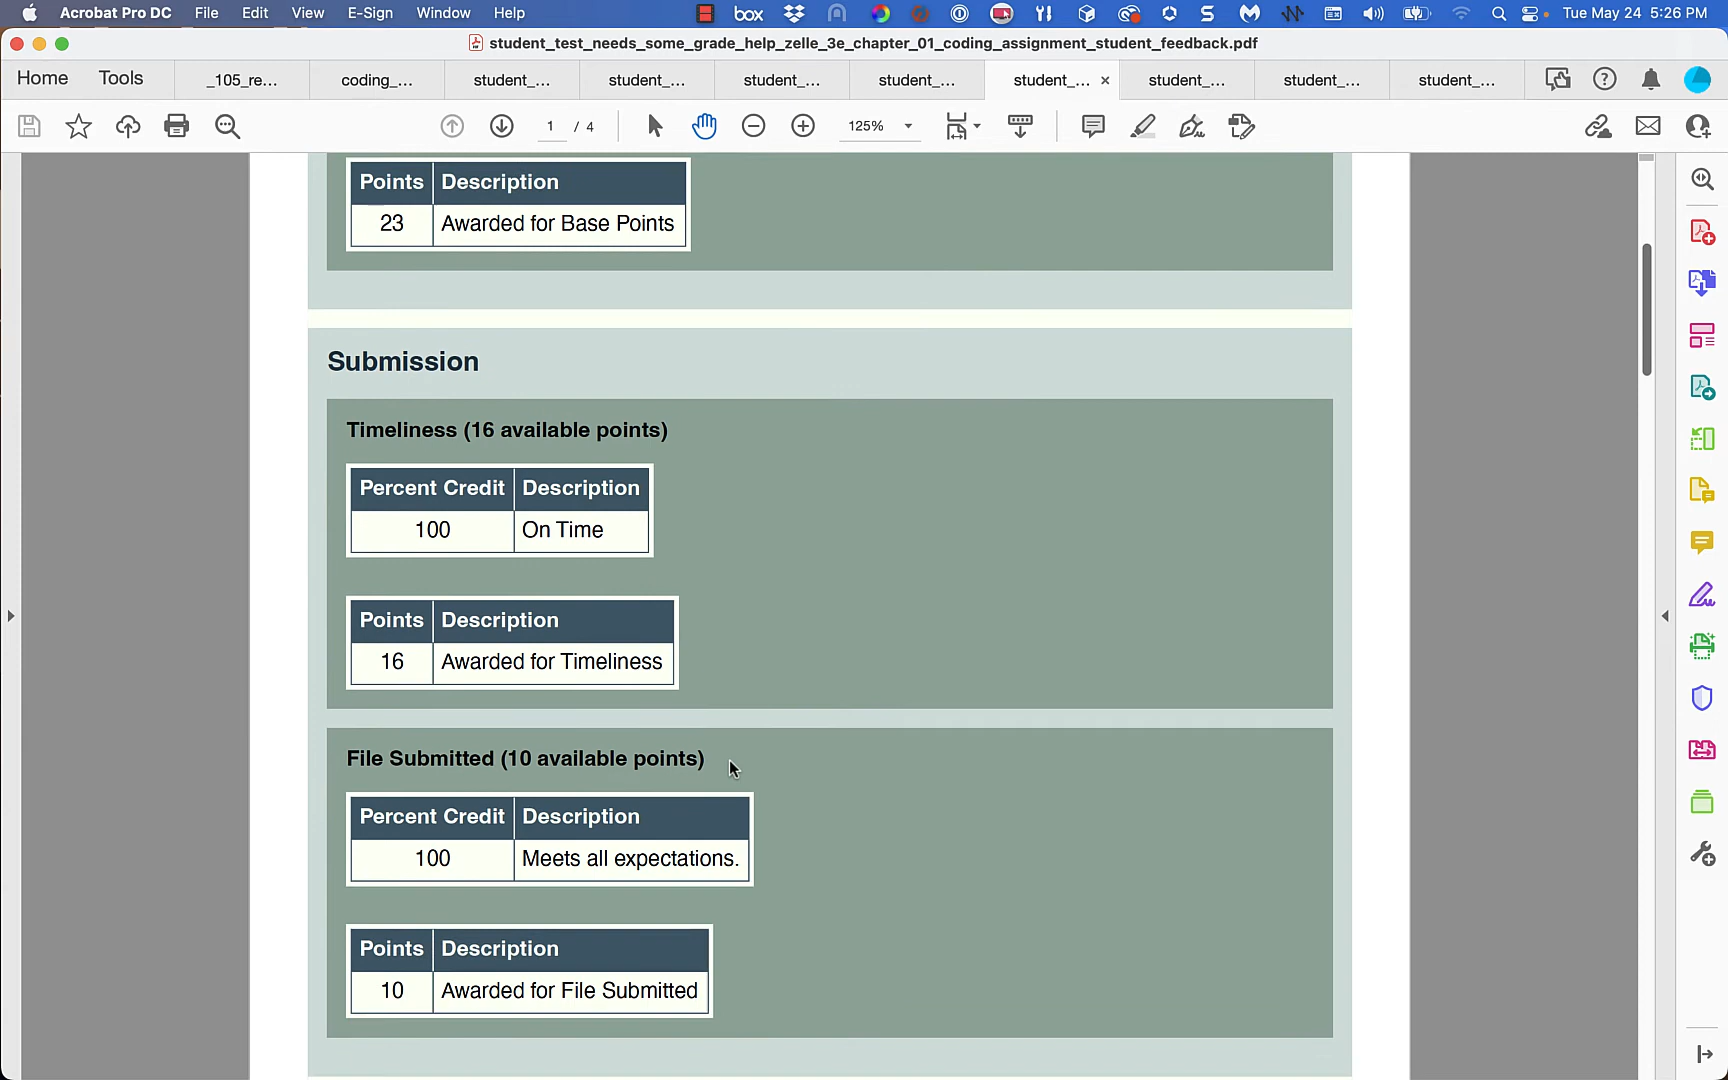 Acrobat Pro DC File Edit View E-Sign Window Help box Tue May 24 5:26 PM
student_test_needs_some_grade_help_zelle_3e_chapter_01_coding_assignment_student_feedback.pdf
Home Tools _105_re... coding_... student_... student_... student_... student_... student_... × student_... student_... student_...
1 / 4 125%
Points Description
23 Awarded for Base Points
Submission
Timeliness (16 available points)
Percent Credit Description
100 On Time
Points Description
16 Awarded for Timeliness
File Submitted (10 available points)
Percent Credit Description
100 Meets all expectations.
Points Description
10 Awarded for File Submitted